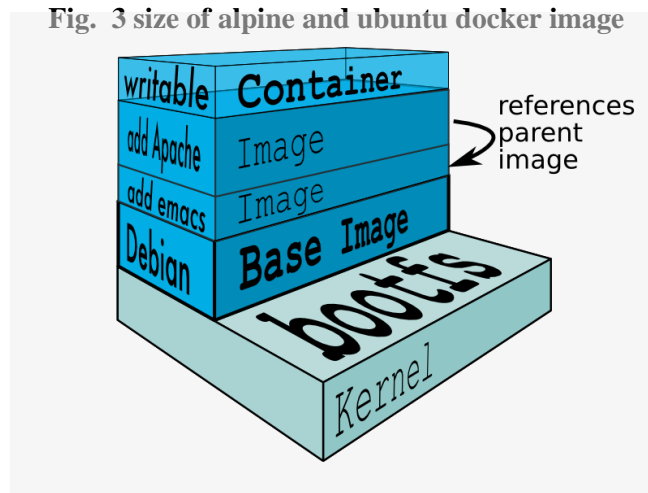 Fig. 3 size of alpine and ubuntu docker image
writable Container
references
parent
image
add Apache Image
add emacs Image
Debian Base Image
bootfs
Kernel